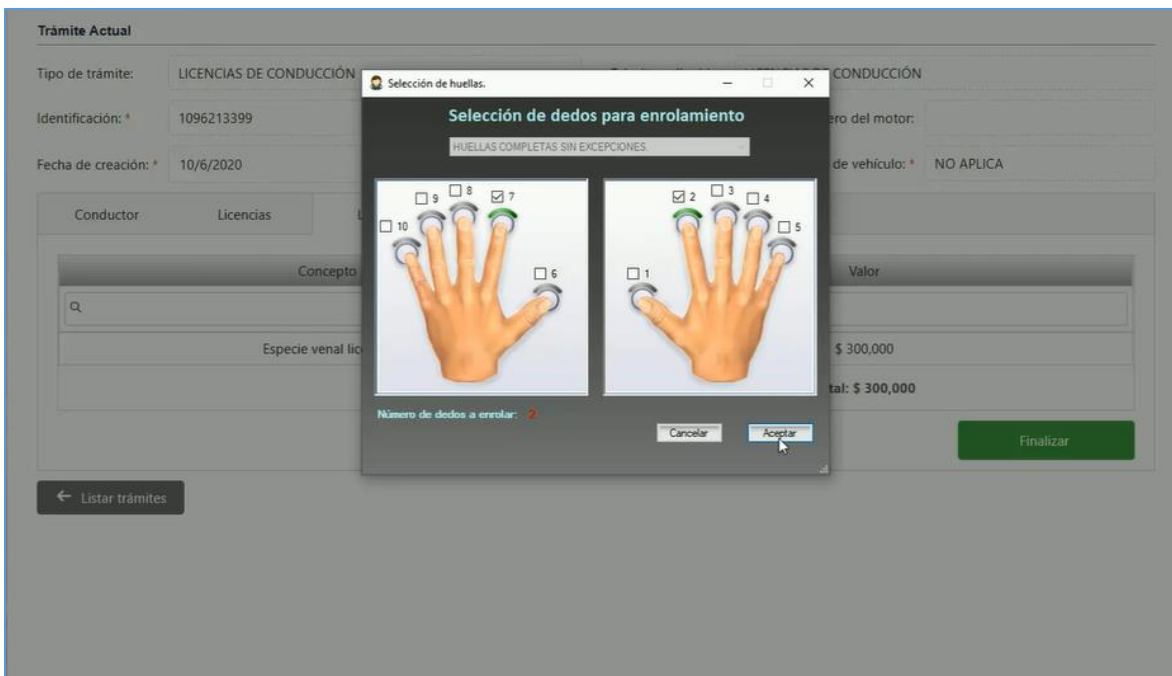 Trámite Actual
Tipo de trámite: LICENCIAS DE CONDUCCIÓN CONDUCCIÓN
Identificación: * 1096213399 ero del motor:
Fecha de creación: * 10/6/2020 de vehículo: * NO APLICA
Selección de huellas.
Selección de dedos para enrolamiento
HUELLAS COMPLETAS SIN EXCEPCIONES.
10 9 8 7 6
1 2 3 4 5
Número de dedos a enrolar: 2
Cancelar Aceptar
Conductor Licencias L
Concepto Valor
Especie venal lic $ 300,000
tal: $ 300,000
Finalizar
← Listar trámites